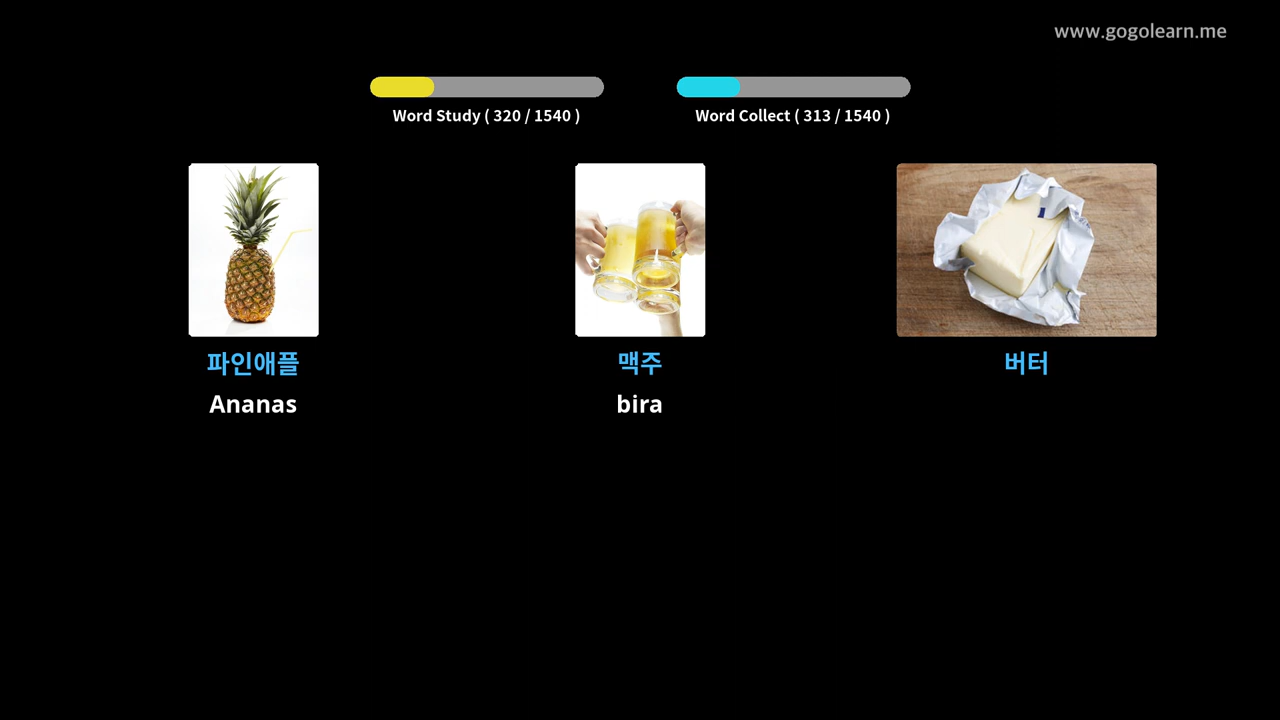 www.gogolearn.me
Word Study ( 320 / 1540 )
Word Collect ( 313 / 1540 )
파인애플
맥주
버터
Ananas
bira